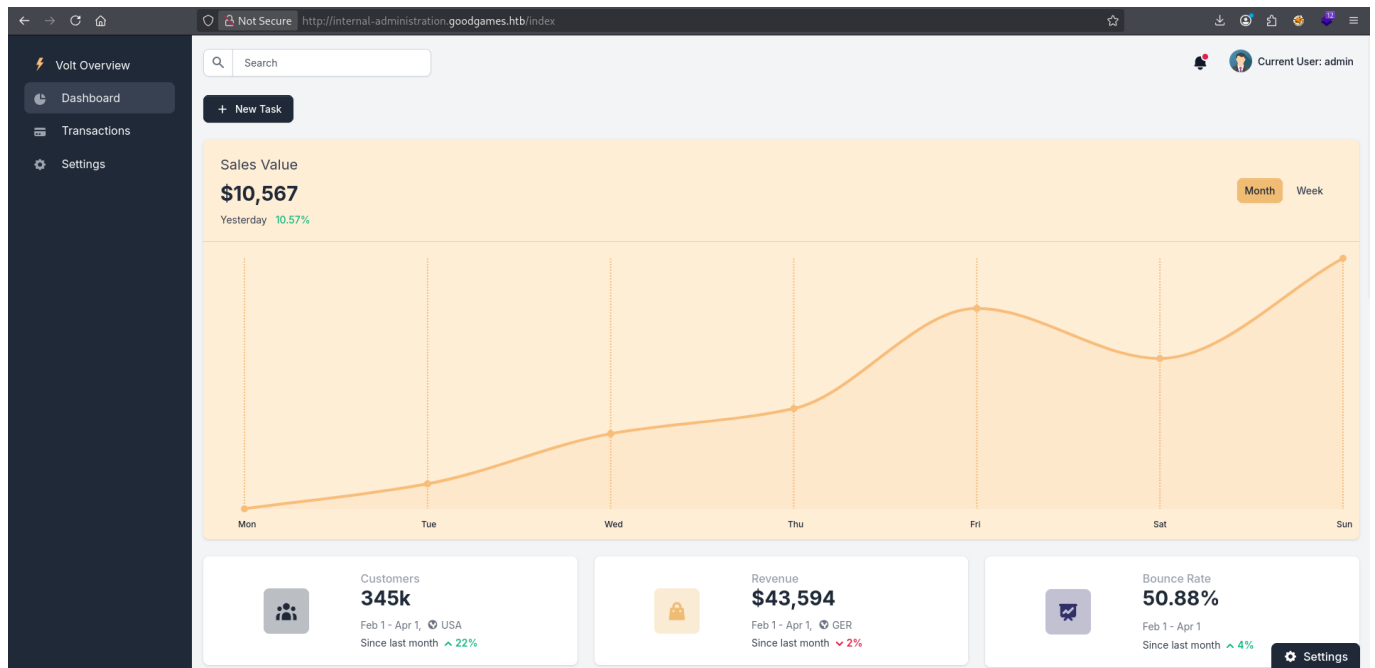 Not Secure http://internal-administration.goodgames.htb/index
12
Volt Overview
Dashboard
Transactions
Settings
Search
Current User: admin
+ New Task
Sales Value
$10,567
Yesterday 10.57%
Month Week
Mon Tue Wed Thu Fri Sat Sun
Customers
345k
Feb 1 - Apr 1, USA
Since last month 22%
Revenue
$43,594
Feb 1 - Apr 1, GER
Since last month 2%
Bounce Rate
50.88%
Feb 1 - Apr 1
Since last month 4%
Settings